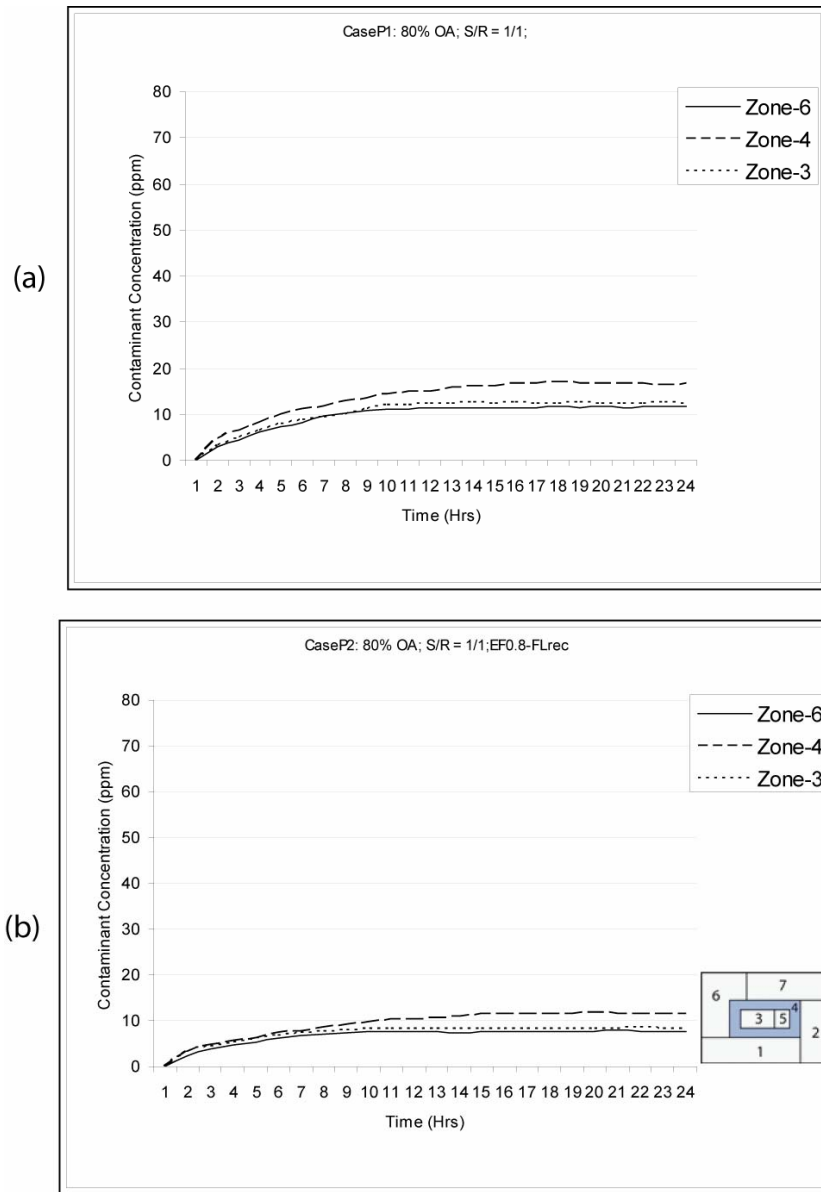 (a)
CaseP1: 80% OA; S/R = 1/1;
Contaminant Concentration (ppm)
80
70
60
50
40
30
20
10
0
1 2 3 4 5 6 7 8 9 10 11 12 13 14 15 16 17 18 19 20 21 22 23 24
Time (Hrs)
Zone-6
Zone-4
Zone-3
(b)
CaseP2: 80% OA; S/R = 1/1;EF0.8-FLrec
Contaminant Concentration (ppm)
80
70
60
50
40
30
20
10
0
1 2 3 4 5 6 7 8 9 10 11 12 13 14 15 16 17 18 19 20 21 22 23 24
Time (Hrs)
Zone-6
Zone-4
Zone-3
6 7
4
3 5
2
1